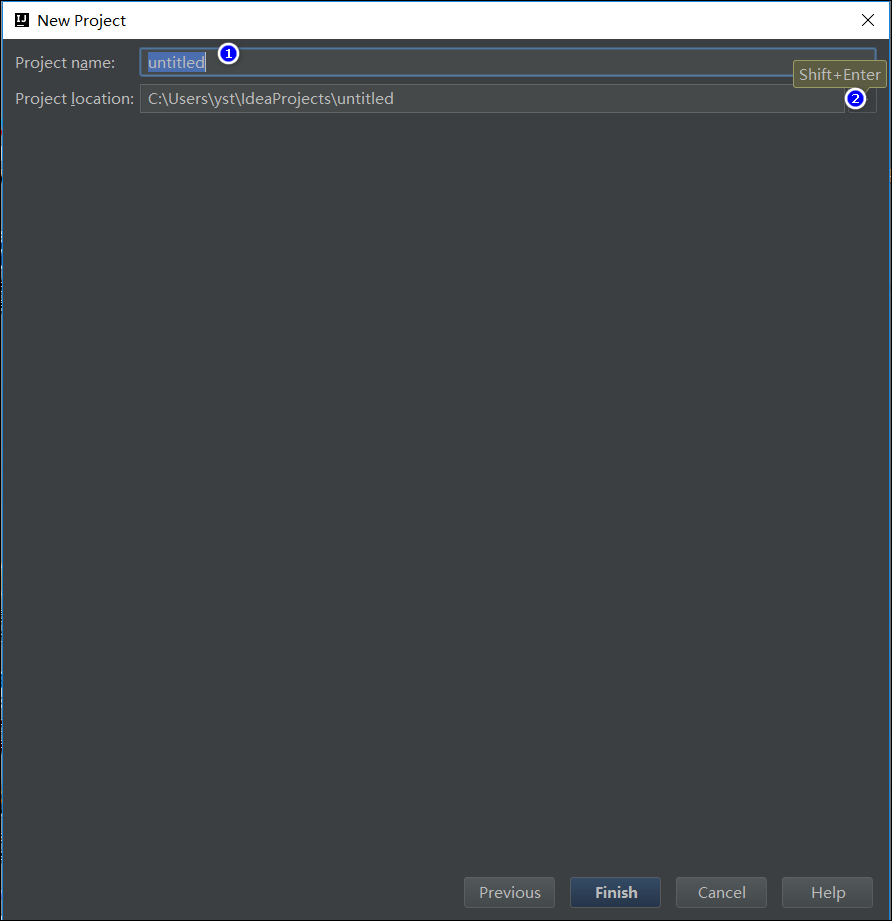 New Project
Project name: untitled 1
Shift+Enter
Project location: C:\Users\yst\IdeaProjects\untitled 2
Previous Finish Cancel Help